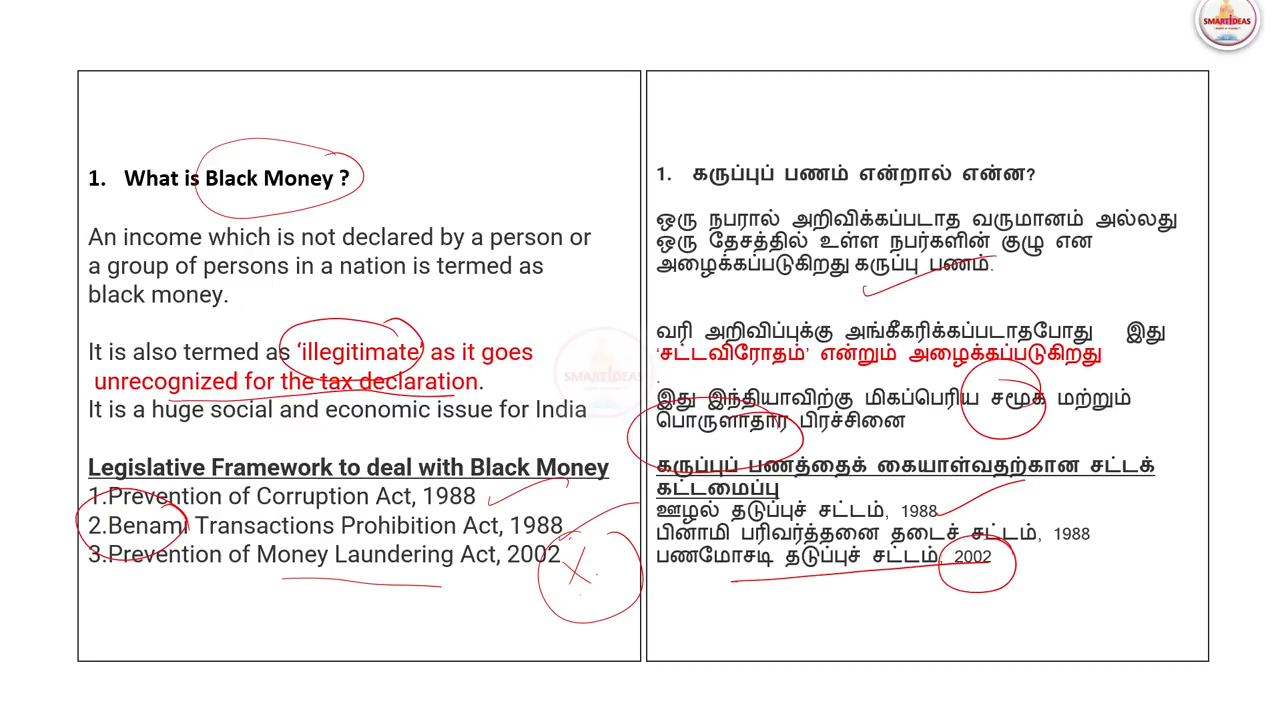 SMARTIDEAS
1. What is Black Money ?
An income which is not declared by a person or
a group of persons in a nation is termed as
black money.
It is also termed as ‘illegitimate’ as it goes
unrecognized for the tax declaration.
It is a huge social and economic issue for India
Legislative Framework to deal with Black Money
1.Prevention of Corruption Act, 1988
2.Benami Transactions Prohibition Act, 1988
3.Prevention of Money Laundering Act, 2002
1. கருப்புப் பணம் என்றால் என்ன?
ஒரு நபரால் அறிவிக்கப்படாத வருமானம் அல்லது
ஒரு தேசத்தில் உள்ள நபர்களின் குழு என
அழைக்கப்படுகிறது கருப்பு பணம்.
வரி அறிவிப்புக்கு அங்கீகரிக்கப்படாதபோது இது
‘சட்டவிரோதம்’ என்றும் அழைக்கப்படுகிறது
.
இது இந்தியாவிற்கு மிகப்பெரிய சமூக மற்றும்
பொருளாதார பிரச்சினை
கருப்புப் பணத்தைக் கையாள்வதற்கான சட்டக்
கட்டமைப்பு
ஊழல் தடுப்புச் சட்டம், 1988
பினாமி பரிவர்த்தனை தடைச் சட்டம், 1988
பணமோசடி தடுப்புச் சட்டம், 2002
SMARTIDEAS